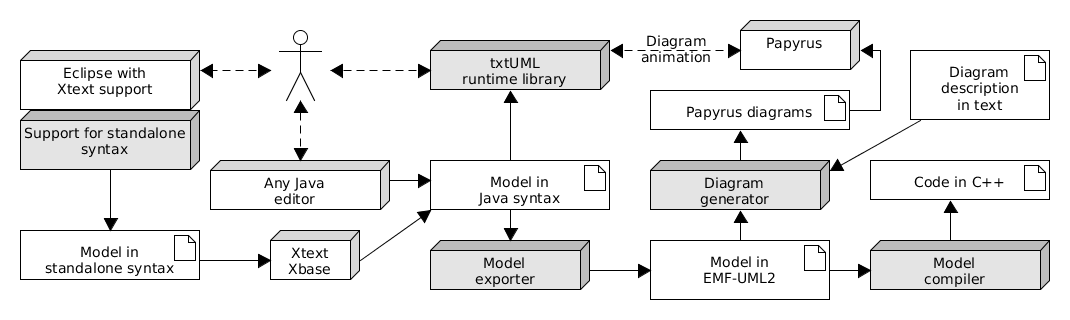 Eclipse with
Xtext support
Support for standalone
syntax
txtUML
runtime library
Diagram
animation
Papyrus
Diagram
description
in text
Papyrus diagrams
Any Java
editor
Model in
Java syntax
Diagram
generator
Code in C++
Model in
standalone syntax
Xtext
Xbase
Model
exporter
Model in
EMF-UML2
Model
compiler